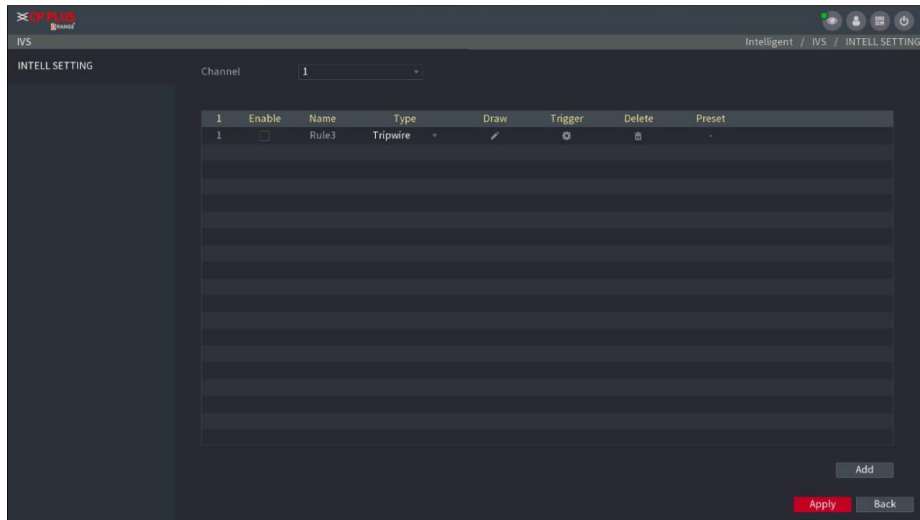 CP PLUS
RANGE
IVS
Intelligent / IVS / INTELL SETTING
INTELL SETTING
Channel 1
1 Enable Name Type Draw Trigger Delete Preset
1 Rule3 Tripwire -
Add
Apply Back